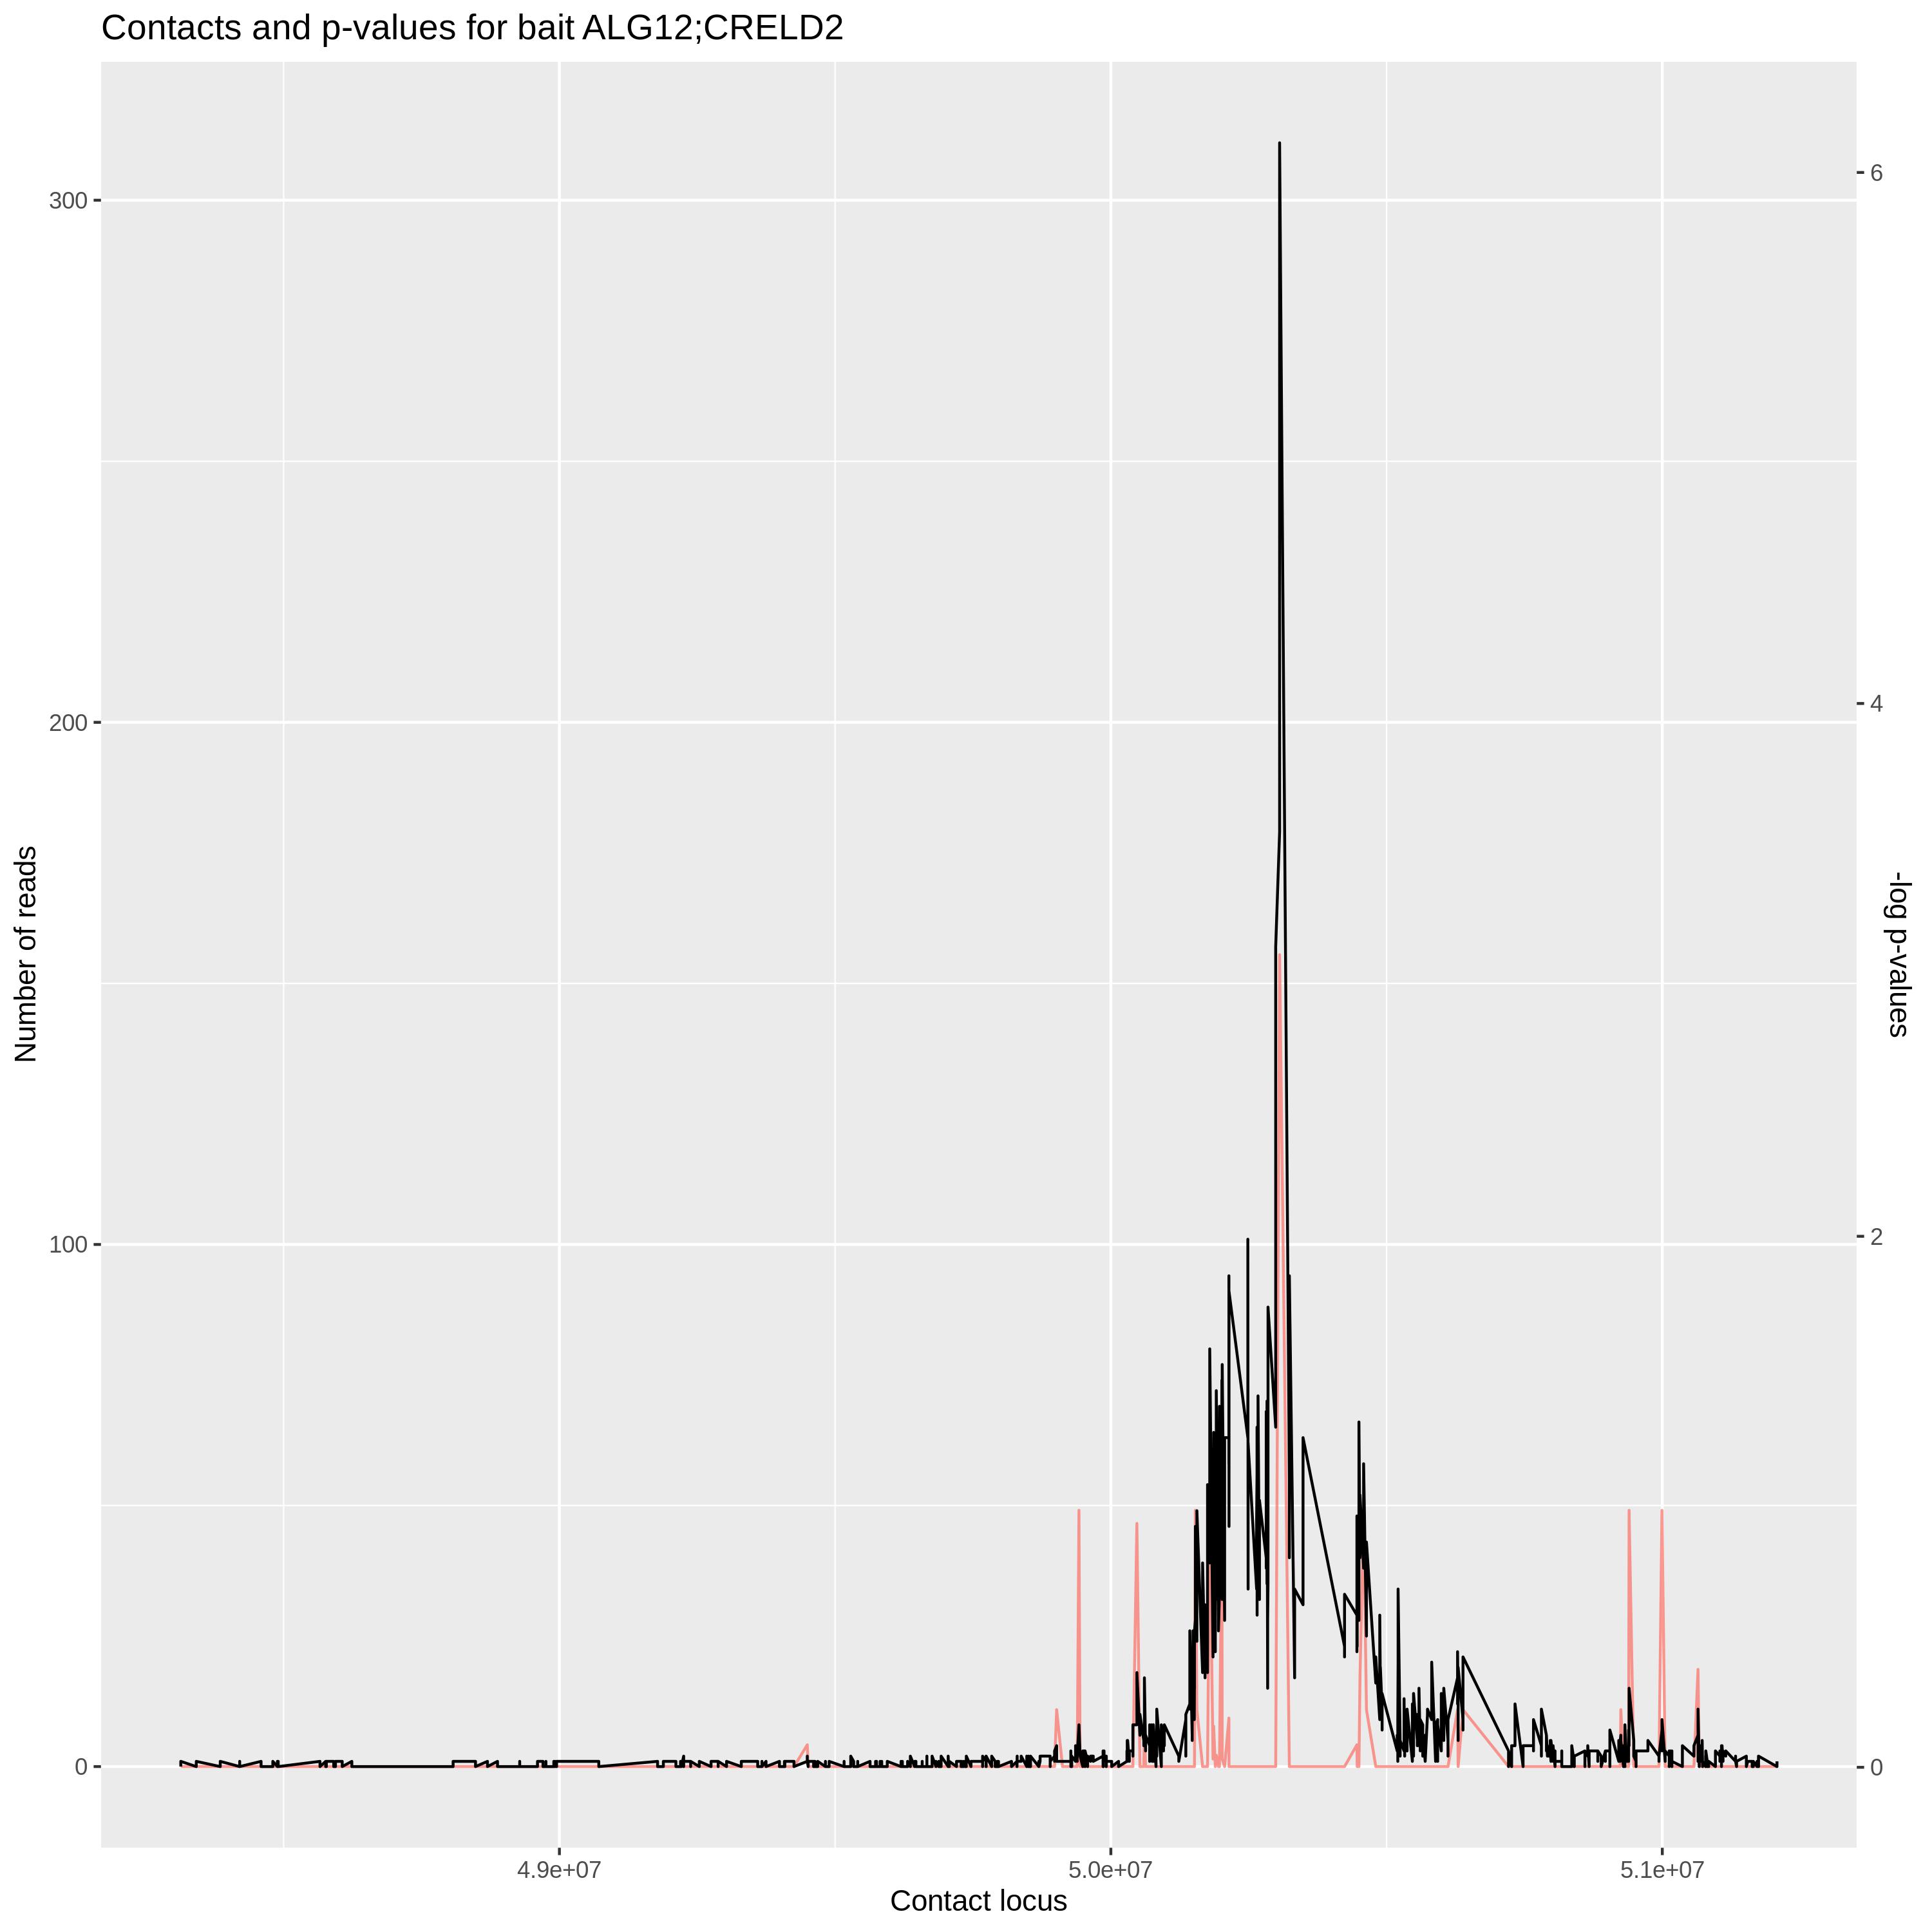 Contacts and p-values for bait ALG12;CRELD2
Number of reads
300
200
100
0
6
4
2
0
-log p-values
4.9e+07
5.0e+07
5.1e+07
Contact locus